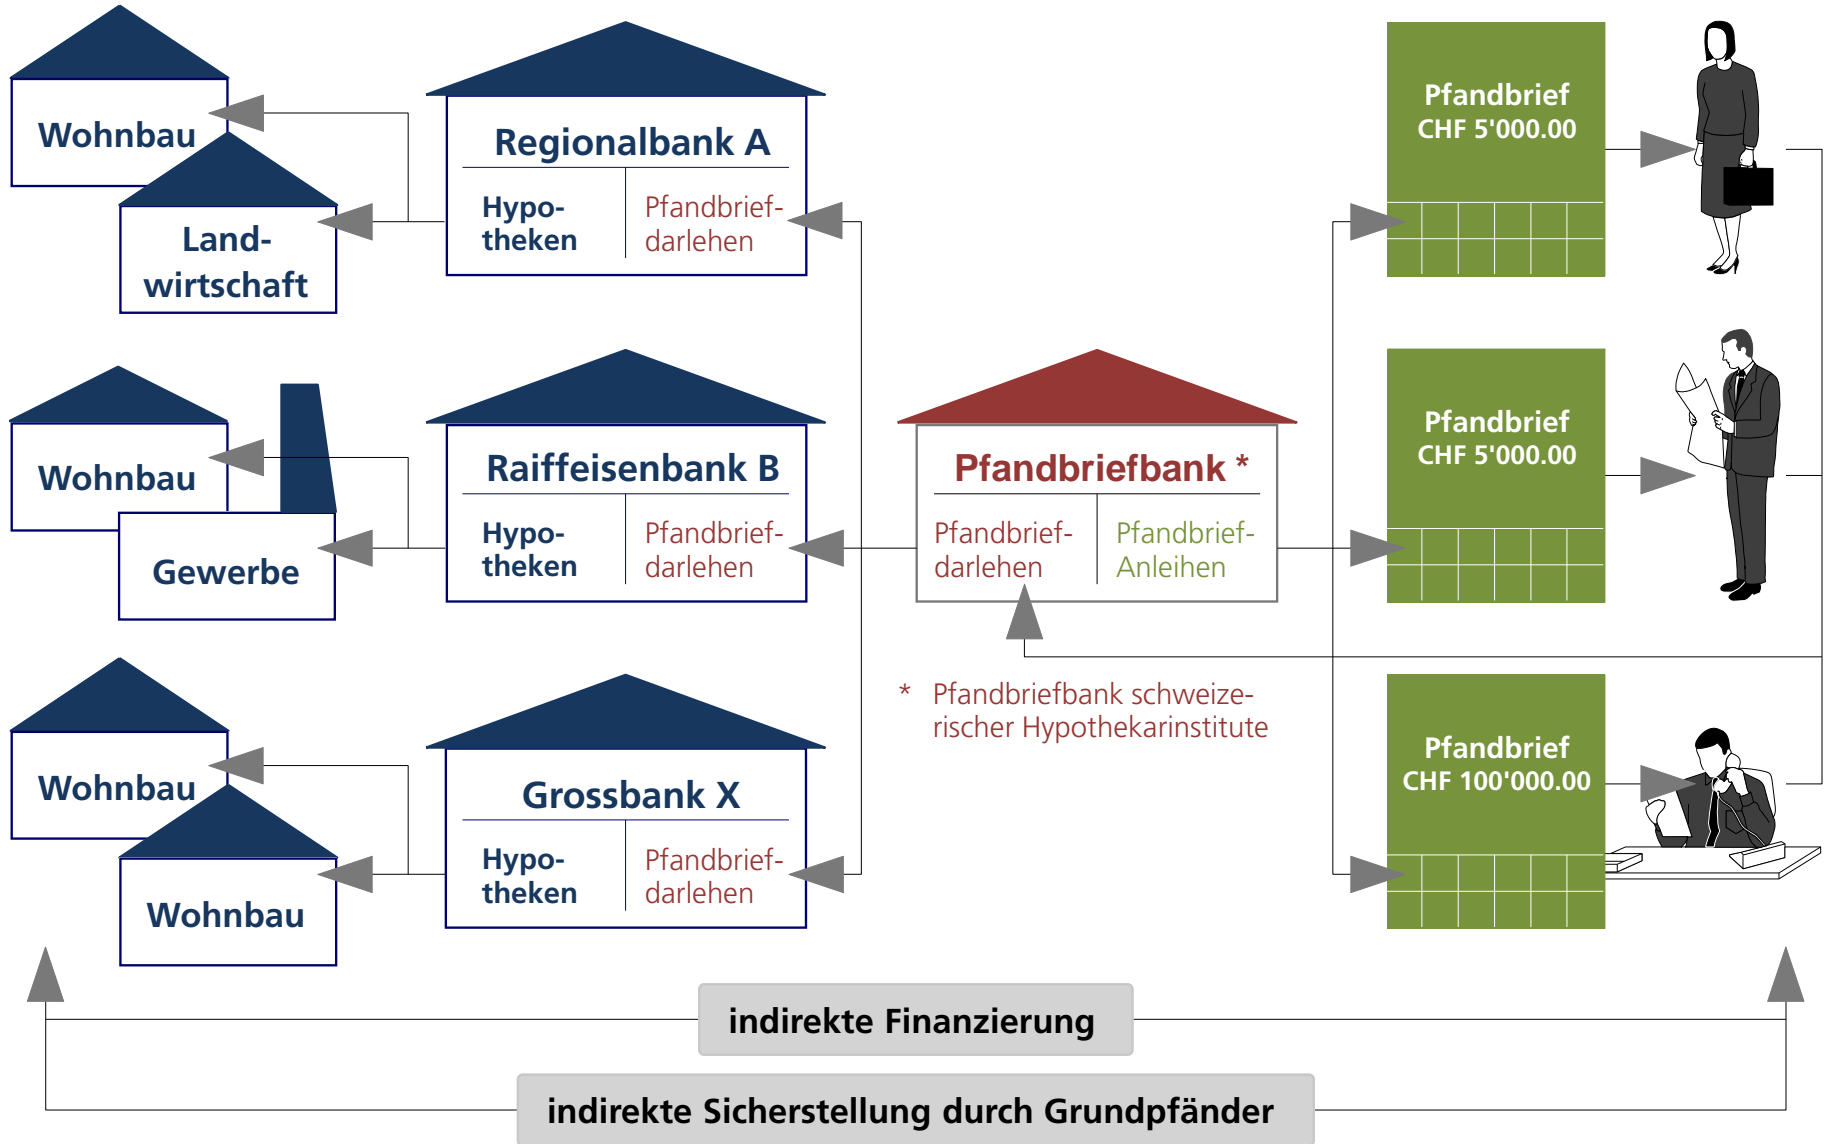 Wohnbau
Land-
wirtschaft
Regionalbank A
Hypo-
theken
Pfandbrief-
darlehen
Pfandbrief
CHF 5'000.00
Wohnbau
Gewerbe
Raiffeisenbank B
Hypo-
theken
Pfandbrief-
darlehen
Pfandbriefbank *
Pfandbrief-
darlehen
Pfandbrief-
Anleihen
Pfandbrief
CHF 5'000.00
* Pfandbriefbank schweize-
rischer Hypothekarinstitute
Wohnbau
Wohnbau
Grossbank X
Hypo-
theken
Pfandbrief-
darlehen
Pfandbrief
CHF 100'000.00
indirekte Finanzierung
indirekte Sicherstellung durch Grundpfänder